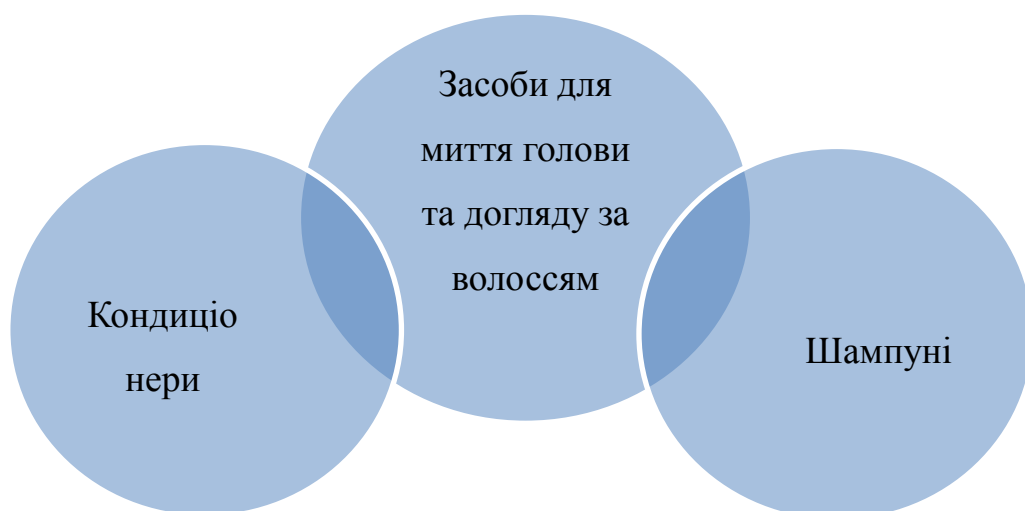 Засоби для
миття голови
та догляду за
волоссям
Кондиціо
нери
Шампуні